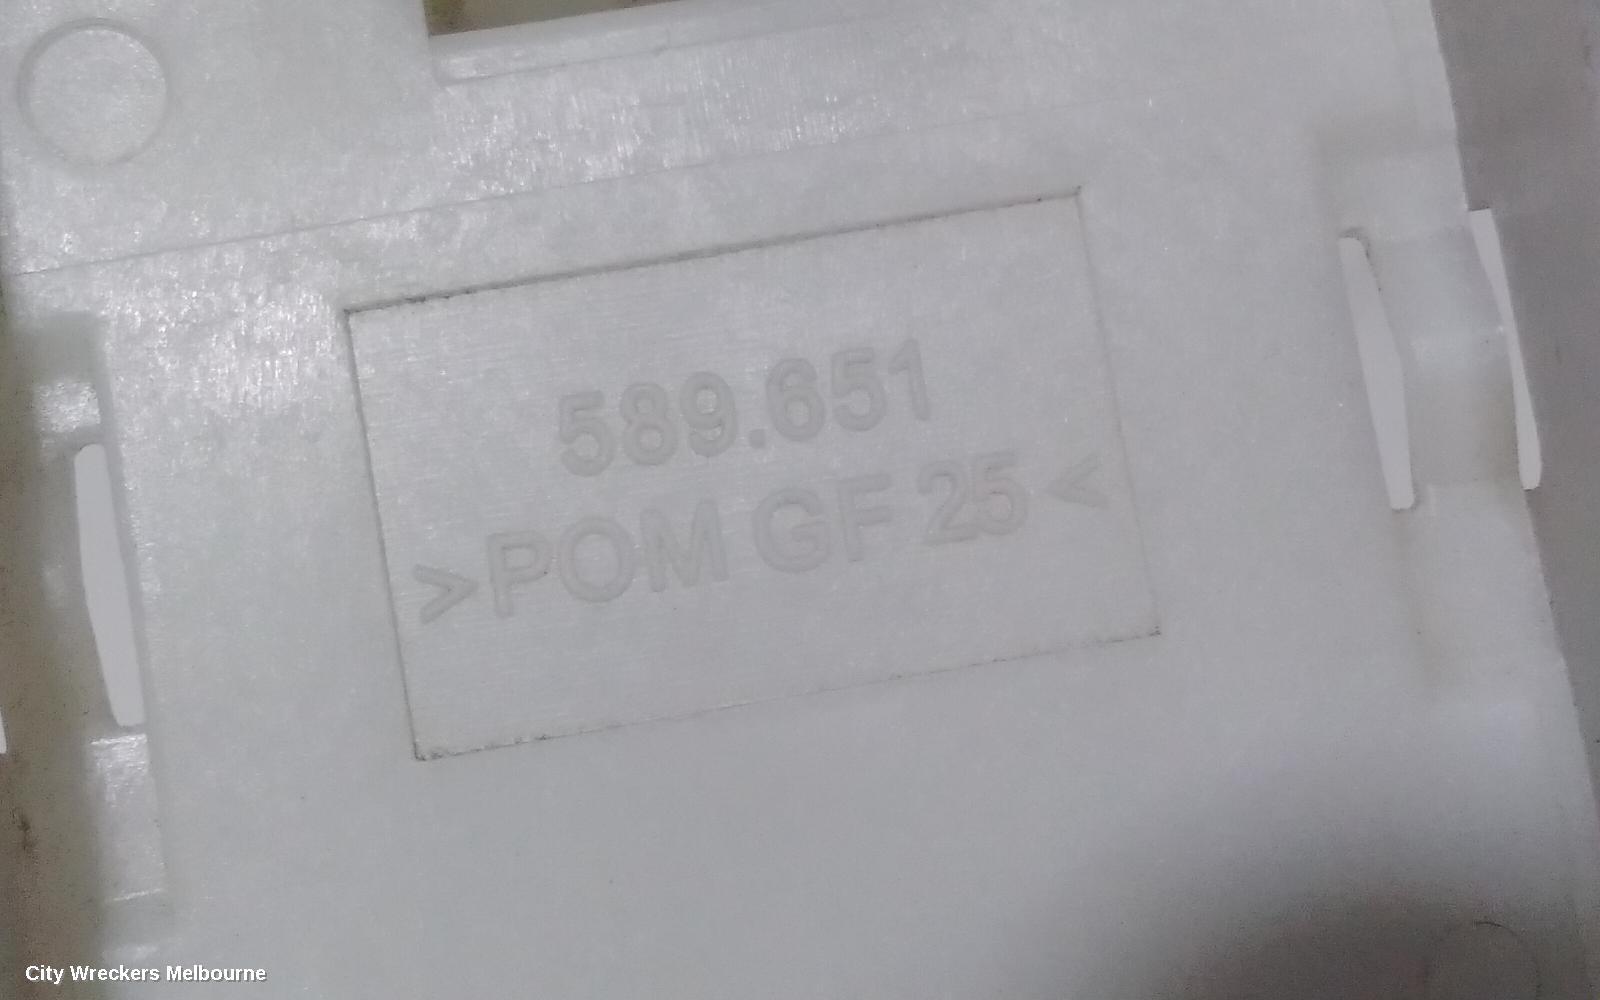 589.651
>POM GF 25<
City Wreckers Melbourne